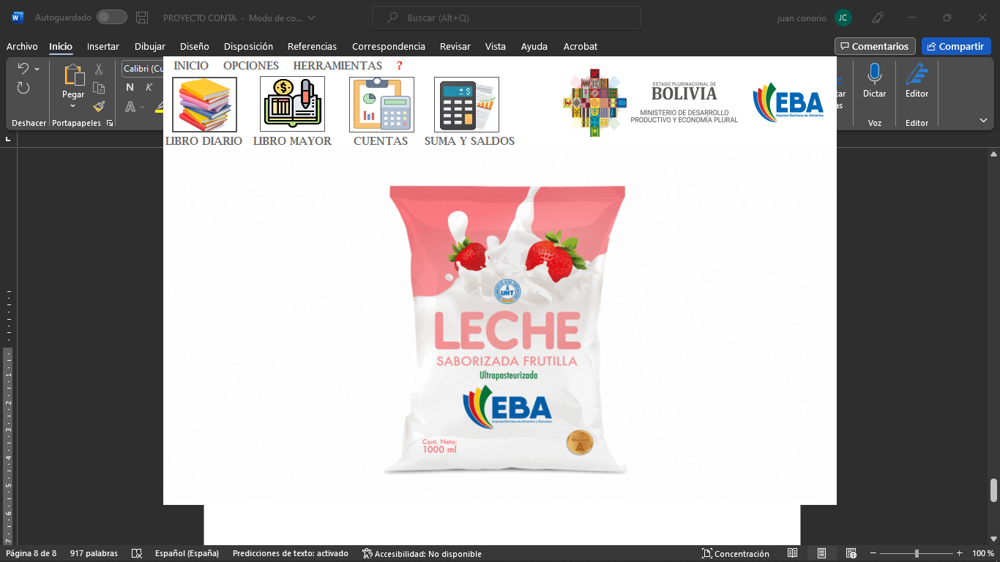 Autoguardado
PROYECTO CONTA - Modo de co...
Buscar (Alt+Q)
juan conorio
JC
Archivo Inicio Insertar Dibujar Diseño Disposición Referencias Correspondencia Revisar Vista Ayuda Acrobat
Comentarios
Compartir
Calibri (Cu
Pegar
N K
A
Deshacer
Portapapeles
Dictar
Editor
Voz
Editor
INICIO OPCIONES HERRAMIENTAS ?
LIBRO DIARIO LIBRO MAYOR CUENTAS SUMA Y SALDOS
ESTADO PLURINACIONAL DE
BOLIVIA
MINISTERIO DE DESARROLLO
PRODUCTIVO Y ECONOMÍA PLURAL
EBA
Empresa Boliviana de Alimentos
UHT
LECHE
SABORIZADA FRUTILLA
Ultrapasteurizada
EBA
Empresa Boliviana de Alimentos y Derivados
Cont. Neto:
1000 ml
A
Página 8 de 8 917 palabras Español (España) Predicciones de texto: activado Accesibilidad: No disponible Concentración 100 %